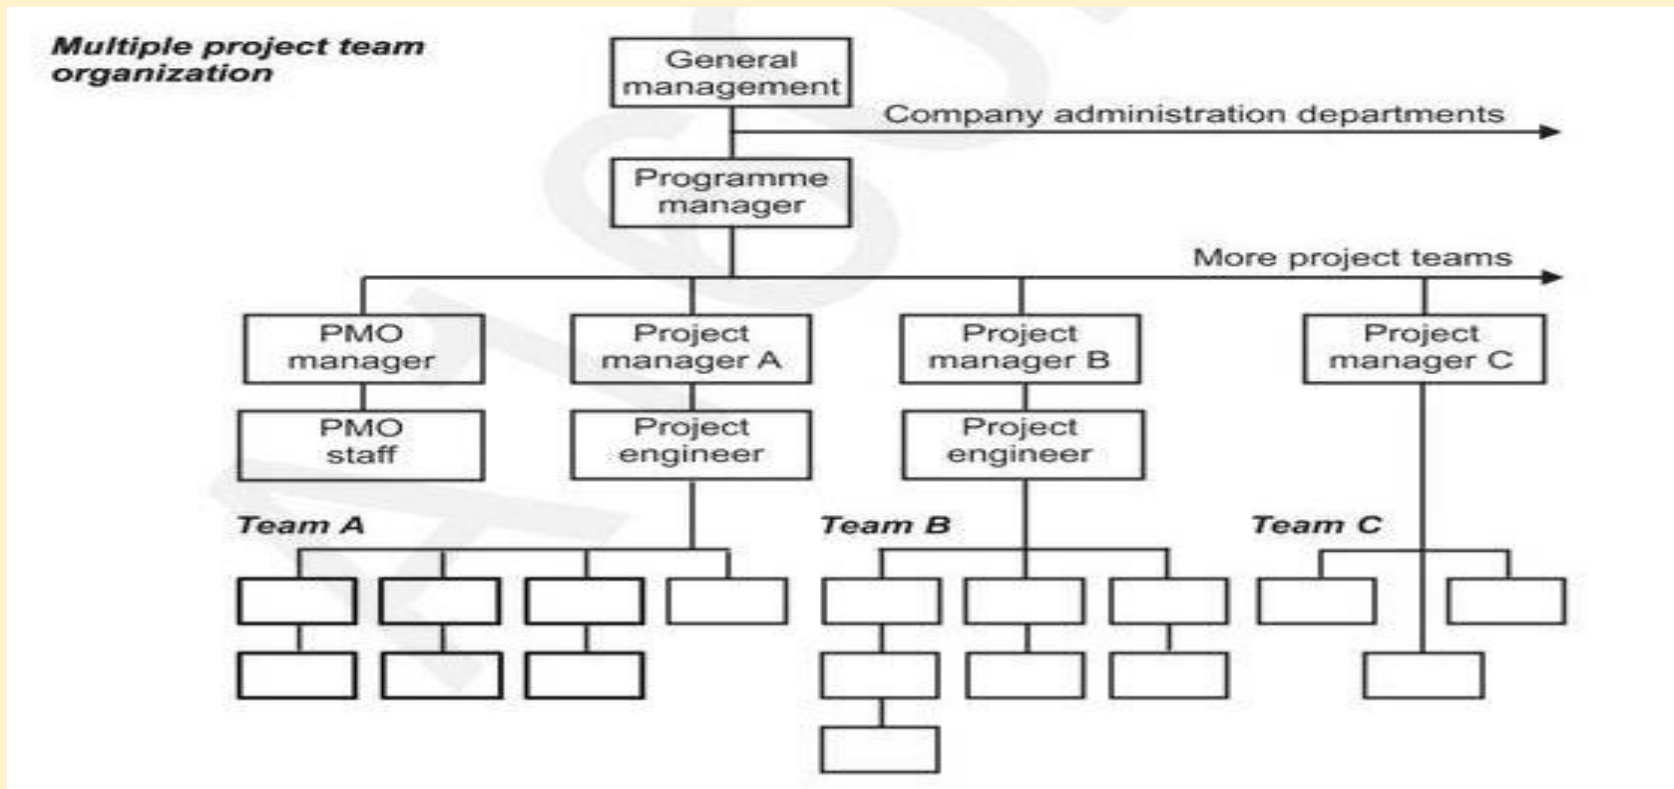 Multiple project team
organization
General
management
Company administration departments
Programme
manager
More project teams
PMO
manager
Project
manager A
Project
manager B
Project
manager C
PMO
staff
Project
engineer
Project
engineer
Team A
Team B
Team C